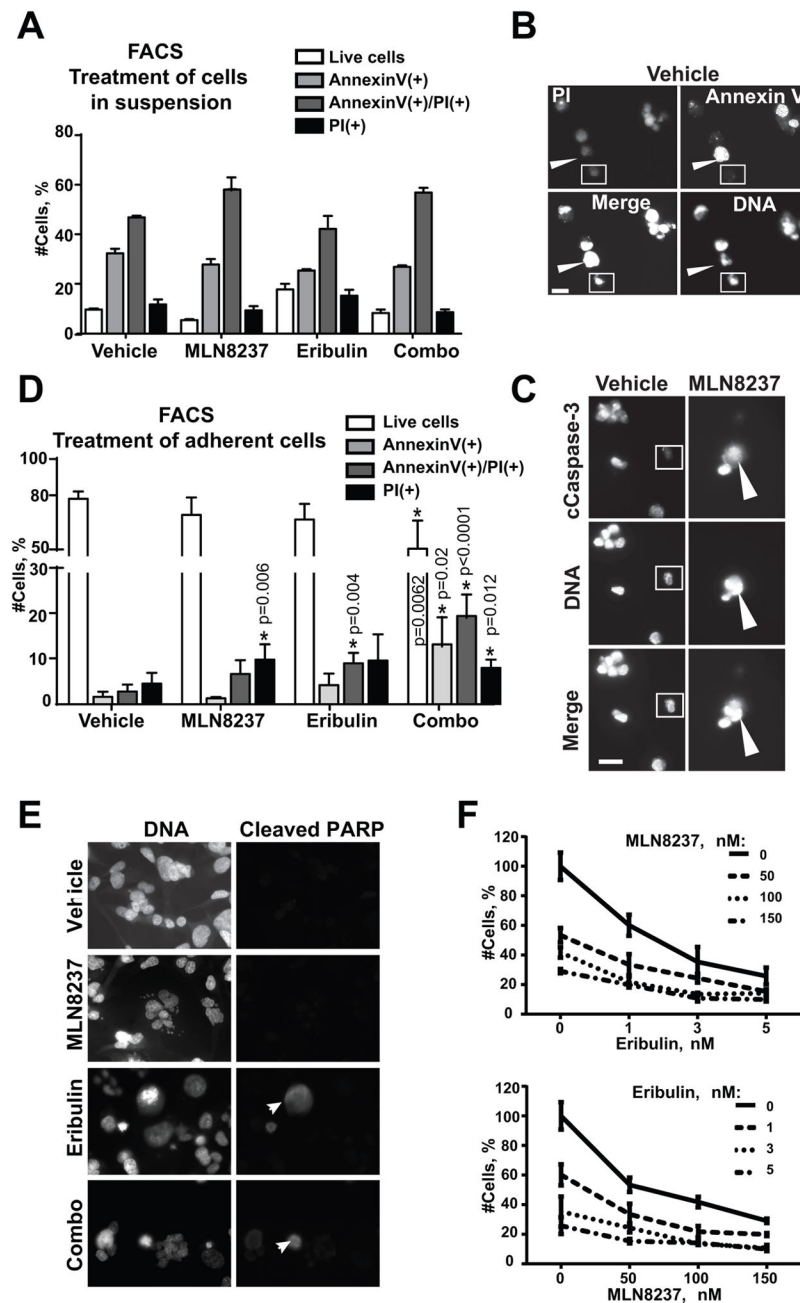 A
FACS
Treatment of cells
in suspension
Live cells
AnnexinV(+)
AnnexinV(+)/PI(+)
PI(+)
#Cells, %
80
60
40
20
0
Vehicle MLN8237 Eribulin Combo
B
Vehicle
PI
Annexin V
Merge
DNA
D
FACS
Treatment of adherent cells
Live cells
AnnexinV(+)
AnnexinV(+)/PI(+)
PI(+)
#Cells, %
100
80
50
30
20
10
0
* p=0.006
* p=0.004
*
p=0.0062
* p=0.02
* p<0.0001
* p=0.012
Vehicle MLN8237 Eribulin Combo
C
Vehicle MLN8237
cCaspase-3
DNA
Merge
E
DNA Cleaved PARP
Vehicle
MLN8237
Eribulin
Combo
F
MLN8237, nM:
0
50
100
150
#Cells, %
120
100
80
60
40
20
0
0 1 3 5
Eribulin, nM
Eribulin, nM:
0
1
3
5
#Cells, %
120
100
80
60
40
20
0
0 50 100 150
MLN8237, nM